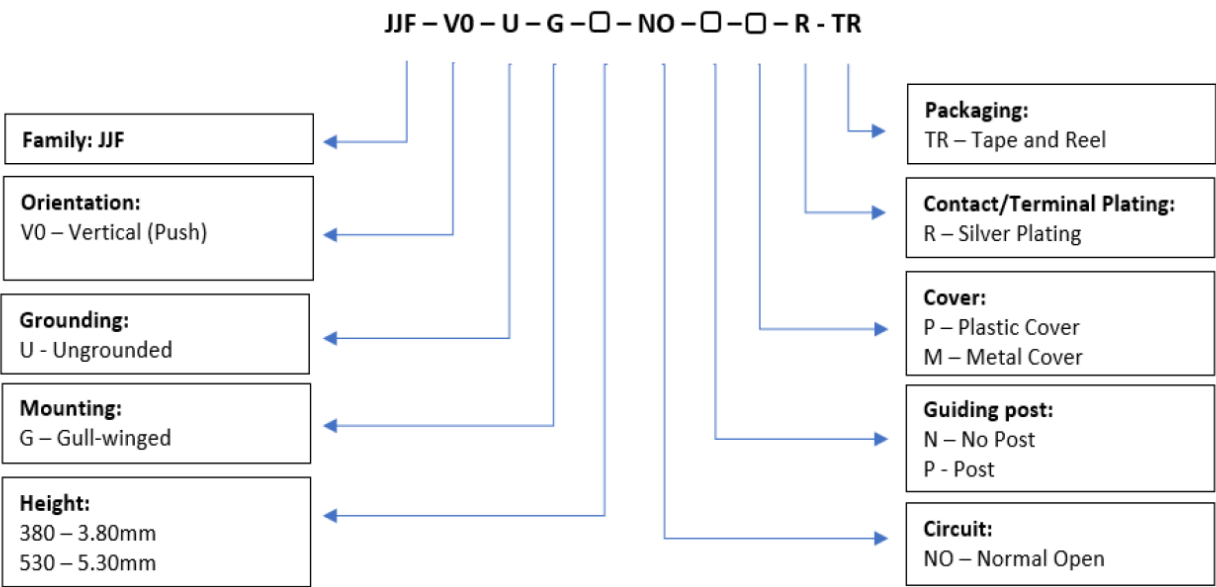 JJF – V0 – U – G – ▢ – NO – ▢ – ▢ – R - TR
Family: JJF
Orientation:
V0 – Vertical (Push)
Grounding:
U - Ungrounded
Mounting:
G – Gull-winged
Height:
380 – 3.80mm
530 – 5.30mm
Packaging:
TR – Tape and Reel
Contact/Terminal Plating:
R – Silver Plating
Cover:
P – Plastic Cover
M – Metal Cover
Guiding post:
N – No Post
P - Post
Circuit:
NO – Normal Open